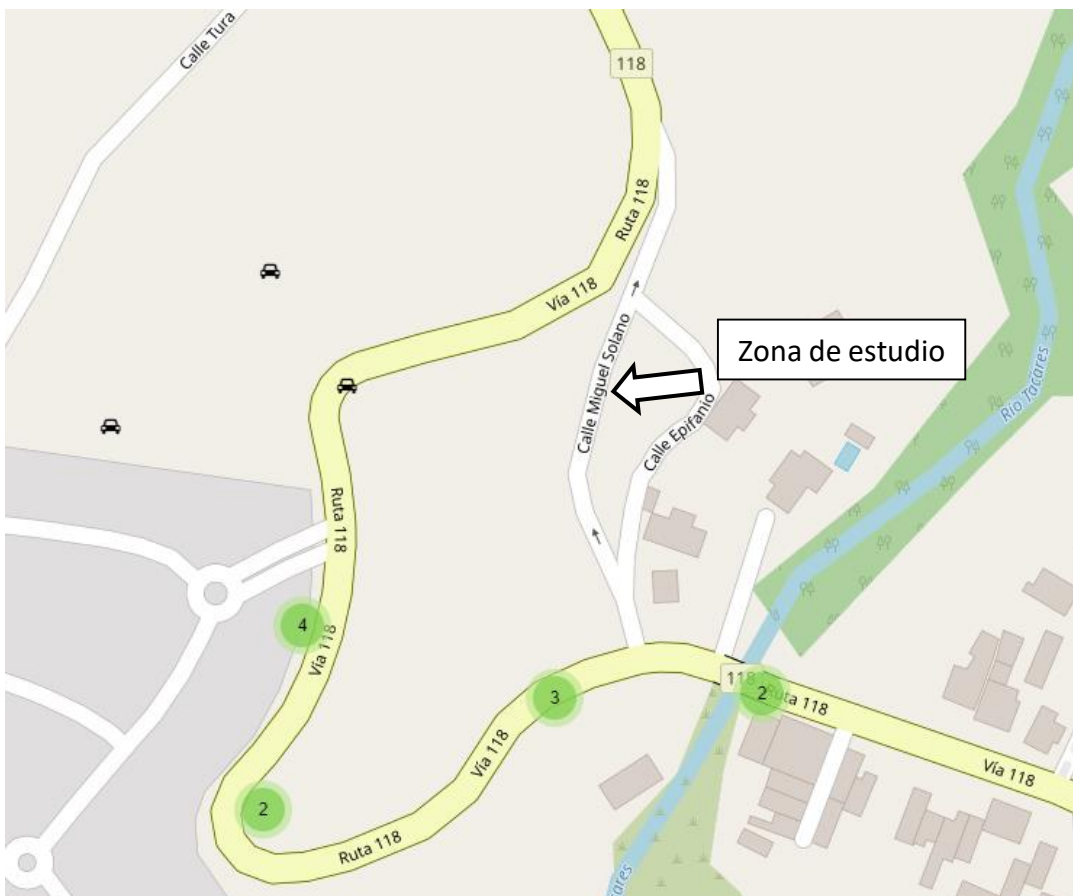 Calle Tura
118
Ruta 118
Vía 118
Calle Miguel Solano
Zona de estudio
Calle Epifanio
Río Tacares
Ruta 118
4
Vía 118
3
118
2
Ruta 118
Vía 118
Vía 118
2
Ruta 118